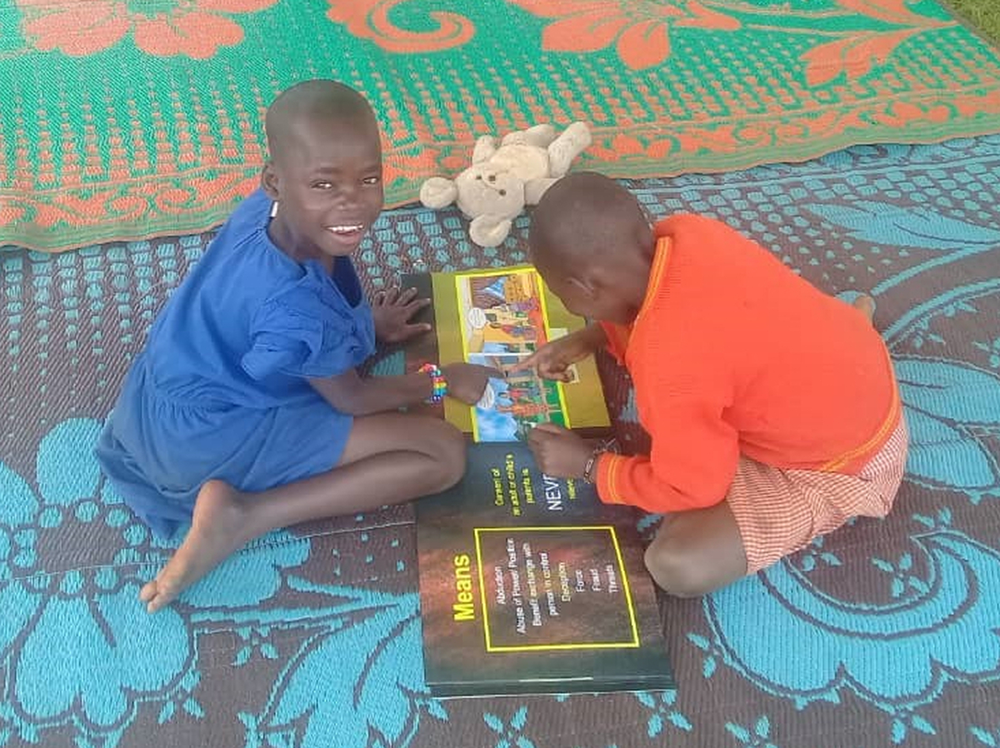 Means
Abduction
Abuse of Power/ Position
Benefit exchange with
person in control
Deception
Force
Fraud
Threats
Consent of
an adult or child's
parents is